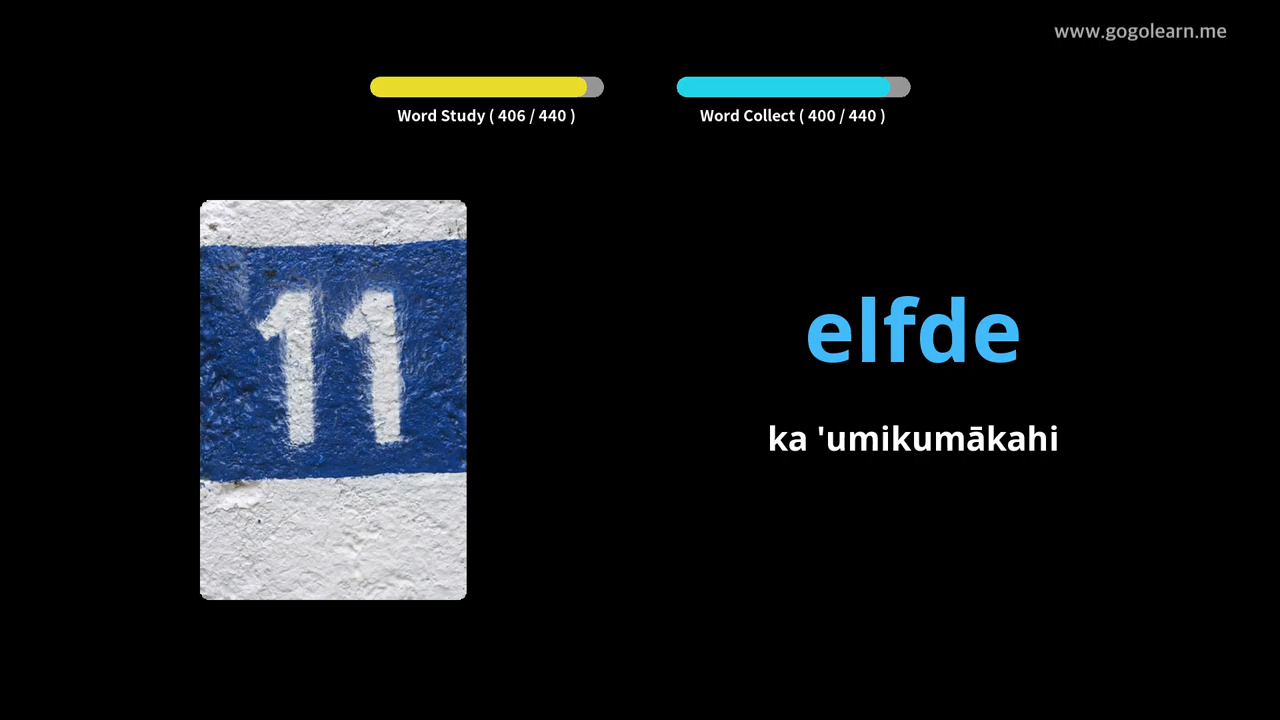 www.gogolearn.me
Word Study ( 406 / 440 )
Word Collect ( 400 / 440 )
11
elfde
ka 'umikumākahi